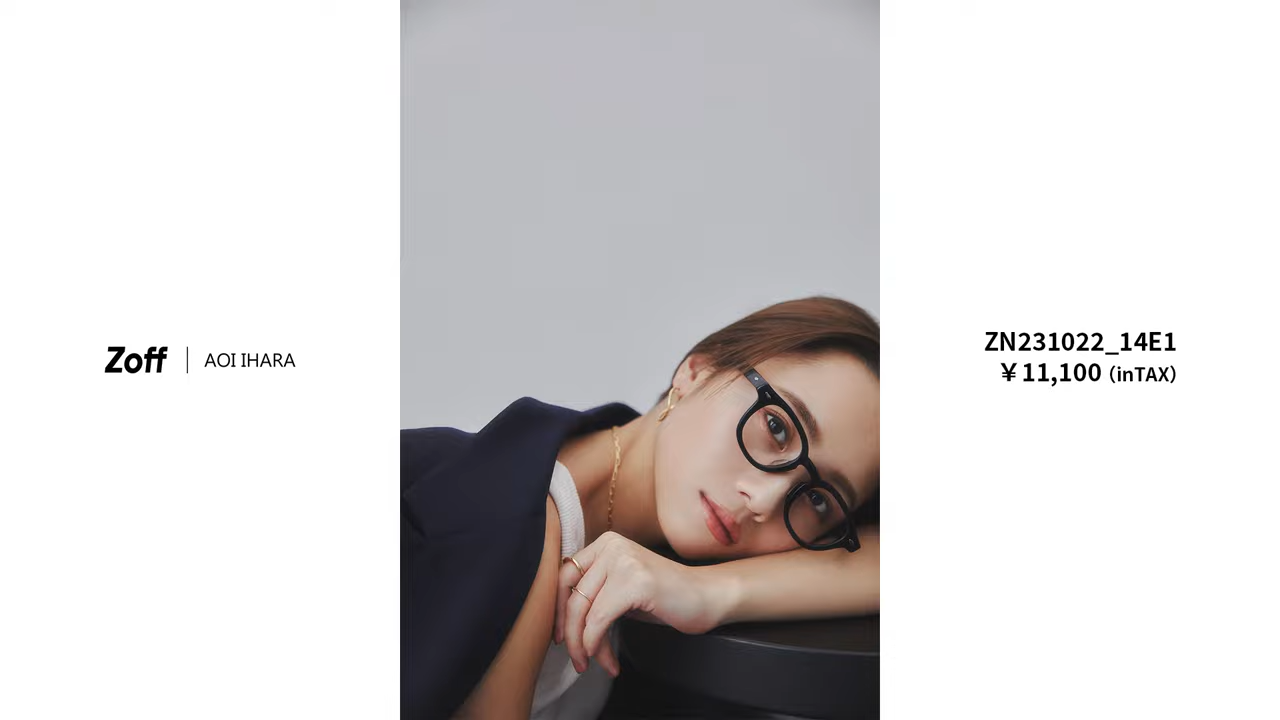 Zoff | AOI IHARA
ZN231022_14E1
￥11,100（inTAX）